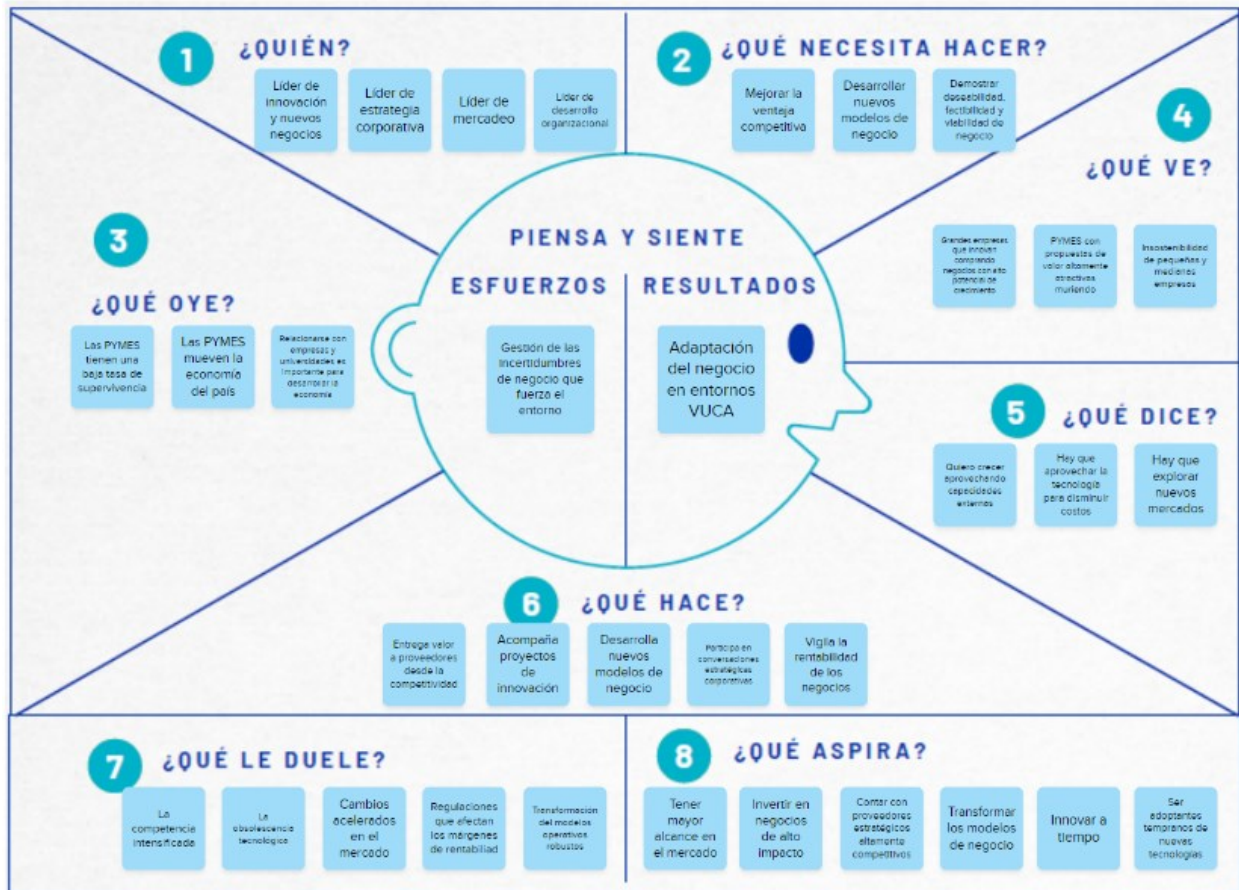 1
¿QUIÉN?
Líder de
innovación
y nuevos
negocios
Líder de
estrategia
corporativa
Líder de
mercadeo
Líder de
desarrollo
organizacional
2
¿QUÉ NECESITA HACER?
Mejorar la
ventaja
competitiva
Desarrollar
nuevos
modelos de
negocio
Demostrar
deseabilidad,
factibilidad y
viabilidad de
negocio
3
¿QUÉ OYE?
Las PYMES
tienen una
baja tasa de
supervivencia
Las PYMES
mueven la
economía
del país
Relacionarse con
empresas y
universidades es
importante para
desarrollar la
economía
4
¿QUÉ VE?
Grandes empresas
que innovan
comprando
negocios con alto
potencial de
crecimiento
PYMES con
propuestas de
valor altamente
atractivas
muriendo
Insostenibilidad
de pequeñas y
medianas
empresas
PIENSA Y SIENTE
ESFUERZOS
Gestión de las
incertidumbres
de negocio que
fuerza el
entorno
RESULTADOS
Adaptación
del negocio
en entornos
VUCA
5
¿QUÉ DICE?
Quiero crecer
aprovechando
capacidades
externas
Hay que
aprovechar la
tecnología
para disminuir
costos
Hay que
explorar
nuevos
mercados
6
¿QUÉ HACE?
Entrega valor
a proveedores
desde la
competitividad
Acompaña
proyectos
de
innovación
Desarrolla
nuevos
modelos de
negocio
Participa en
conversaciones
estratégicas
corporativas
Vigila la
rentabilidad
de los
negocios
7
¿QUÉ LE DUELE?
La
competencia
intensificada
La
obsolescencia
tecnológica
Cambios
acelerados en
el mercado
Regulaciones
que afectan
los márgenes
de rentabiliad
Transformación
del modelos
operativos
robustos
8
¿QUÉ ASPIRA?
Tener
mayor
alcance en
el mercado
Invertir en
negocios
de alto
impacto
Contar con
proveedores
estratégicos
altamente
competitivos
Transformar
los modelos
de negocio
Innovar a
tiempo
Ser
adoptantes
tempranos de
nuevas
tecnologías